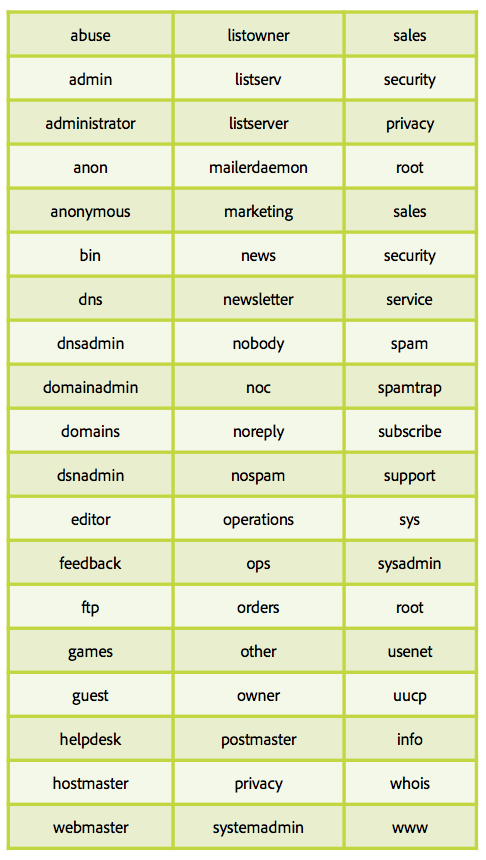 abuse listowner sales
admin listserv security
administrator listserver privacy
anon mailerdaemon root
anonymous marketing sales
bin news security
dns newsletter service
dnsadmin nobody spam
domainadmin noc spamtrap
domains noreply subscribe
dsnadmin nospam support
editor operations sys
feedback ops sysadmin
ftp orders root
games other usenet
guest owner uucp
helpdesk postmaster info
hostmaster privacy whois
webmaster systemadmin www